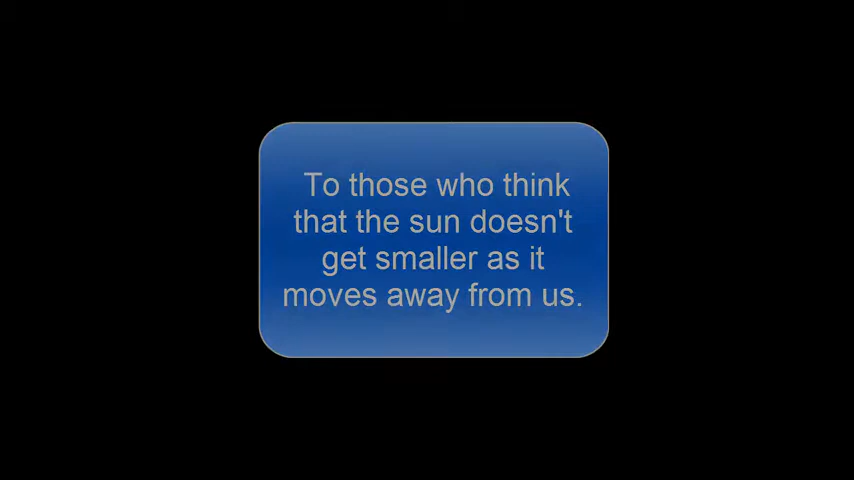 To those who think
that the sun doesn't
get smaller as it
moves away from us.